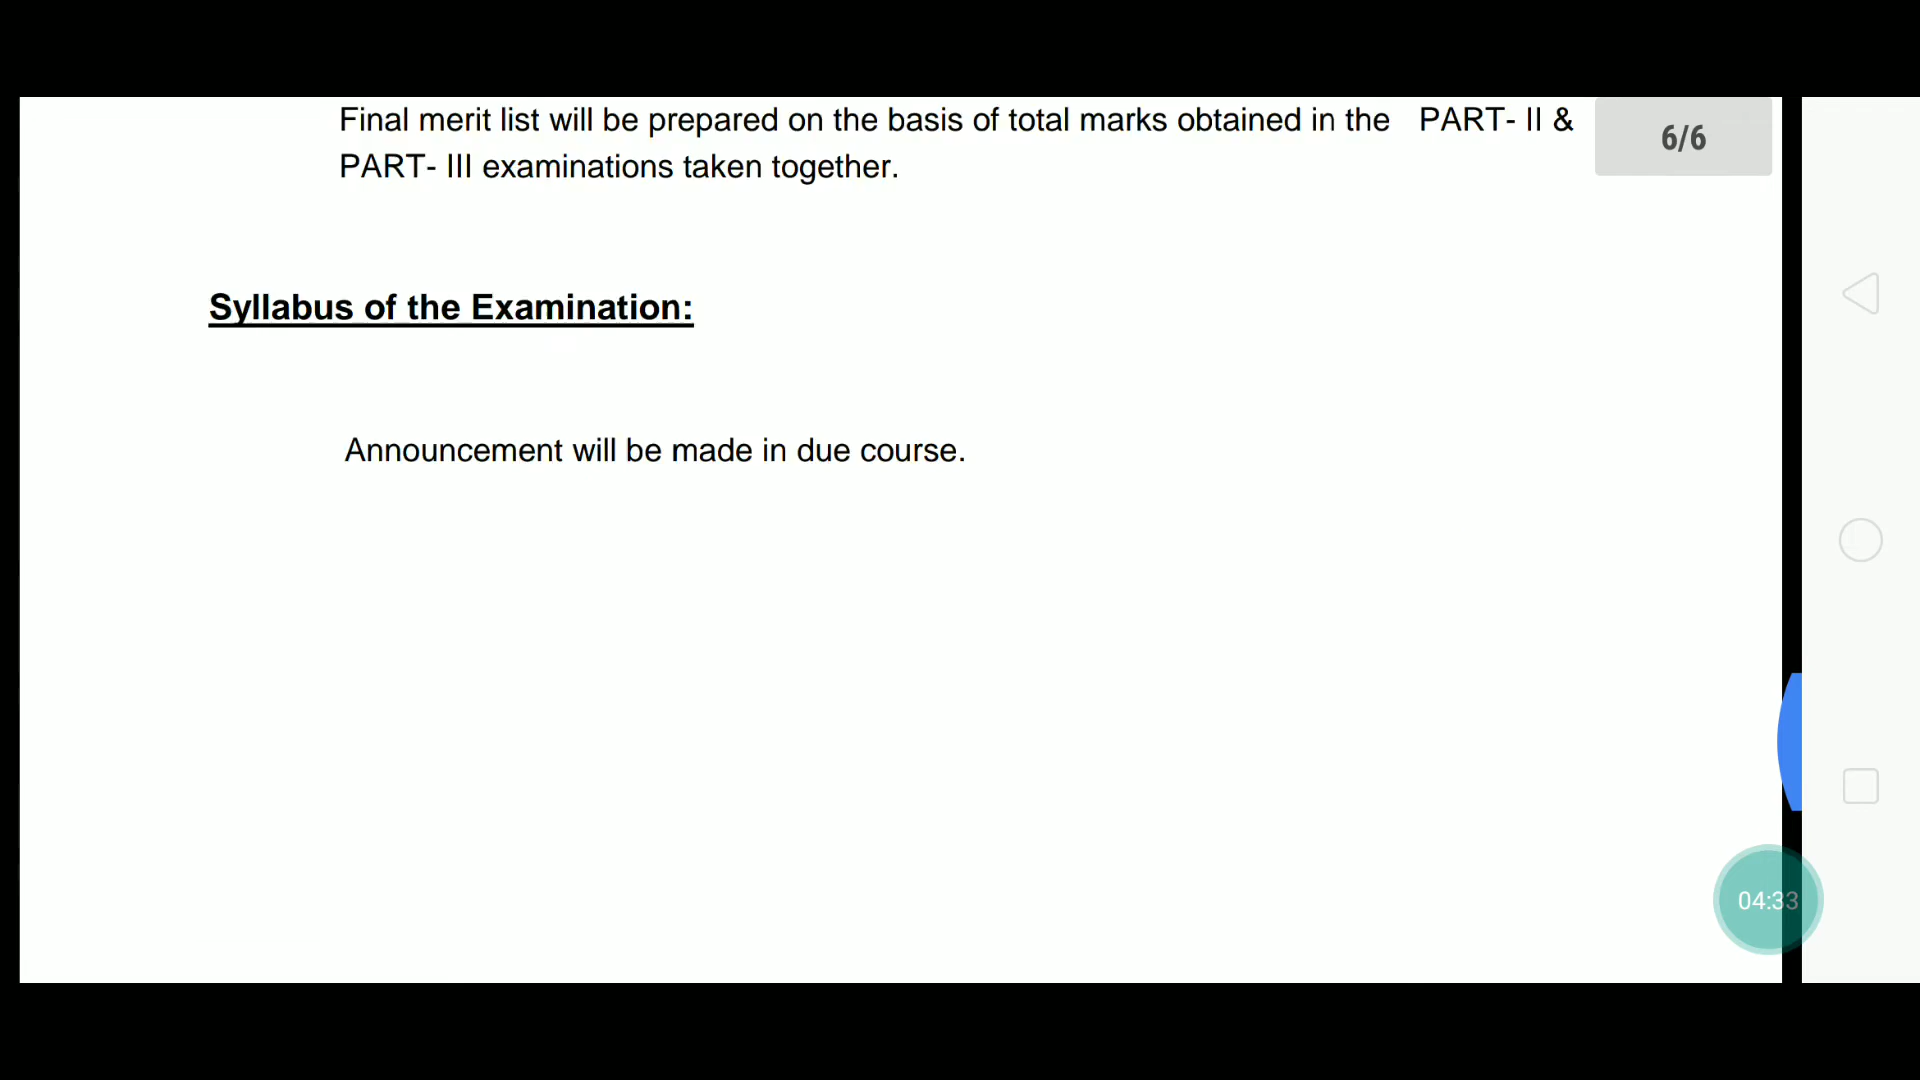 Final merit list will be prepared on the basis of total marks obtained in the PART- II &
PART- III examinations taken together.
6/6
Syllabus of the Examination:
Announcement will be made in due course.
04:33